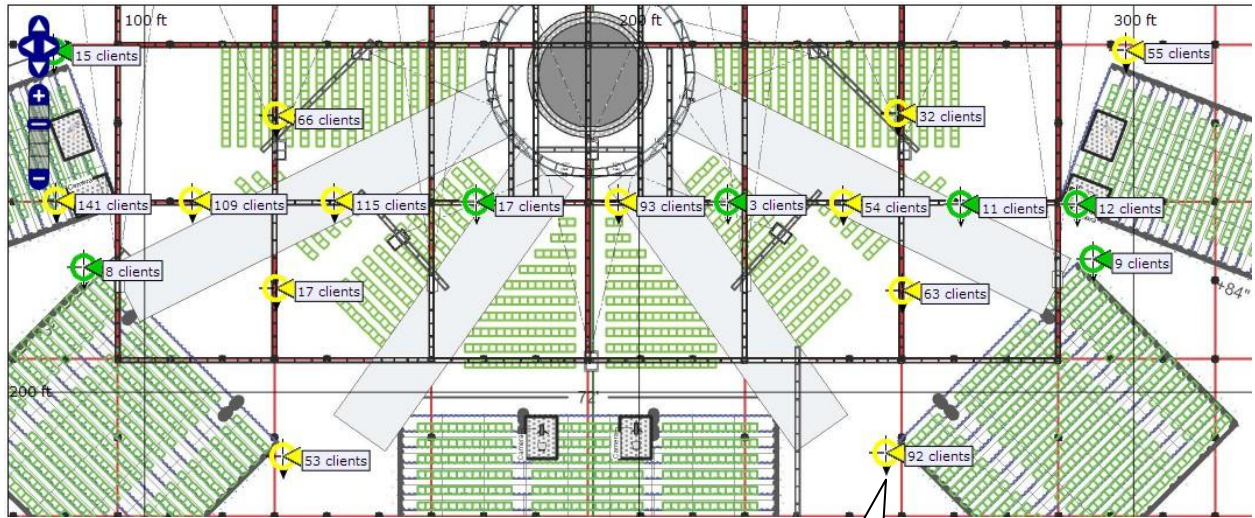 100 ft
200 ft
300 ft
15 clients
55 clients
66 clients
32 clients
141 clients
109 clients
115 clients
17 clients
93 clients
3 clients
54 clients
11 clients
12 clients
8 clients
9 clients
17 clients
63 clients
+84"
200 ft
72'
53 clients
92 clients